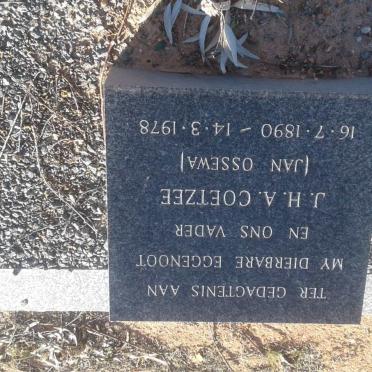 TER GEDAGTENIS AAN
MY DIERBARE EGGENOOT
EN ONS VADER
J.H.A. COETZEE
(JAN OSSEWA)
16·7·1890 – 14·3·1978